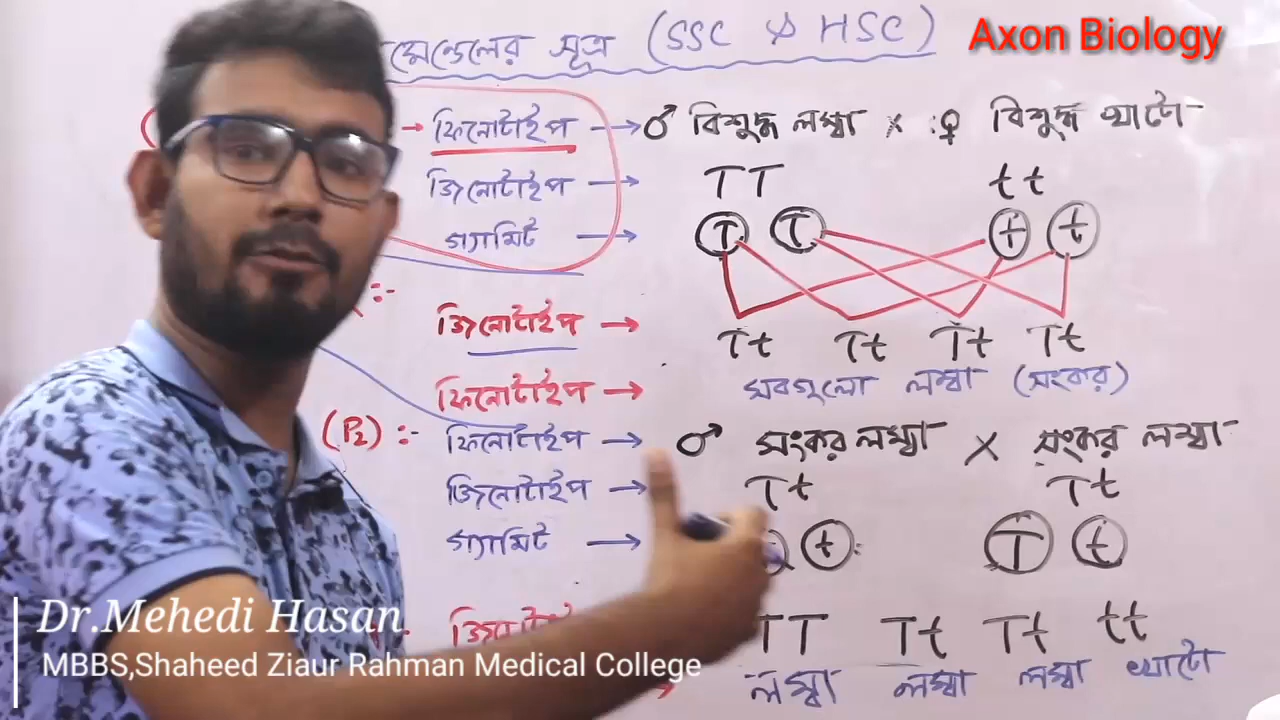 মেন্ডেলের সূত্র (SSC & HSC)
Axon Biology
→ ফিনোটাইপ → ♂ বিশুদ্ধ লম্বা × ♀ বিশুদ্ধ খাটো
জিনোটাইপ → TT tt
গ্যামিট → T T t t
:- জিনোটাইপ → Tt Tt Tt Tt
ফিনোটাইপ → সবগুলো লম্বা (সংকর)
(P2) :- ফিনোটাইপ → ♂ সংকর লম্বা × সংকর লম্বা
জিনোটাইপ → Tt Tt
গ্যামিট → t T t
TT Tt Tt tt
লম্বা লম্বা লম্বা খাটো
Dr.Mehedi Hasan
MBBS,Shaheed Ziaur Rahman Medical College